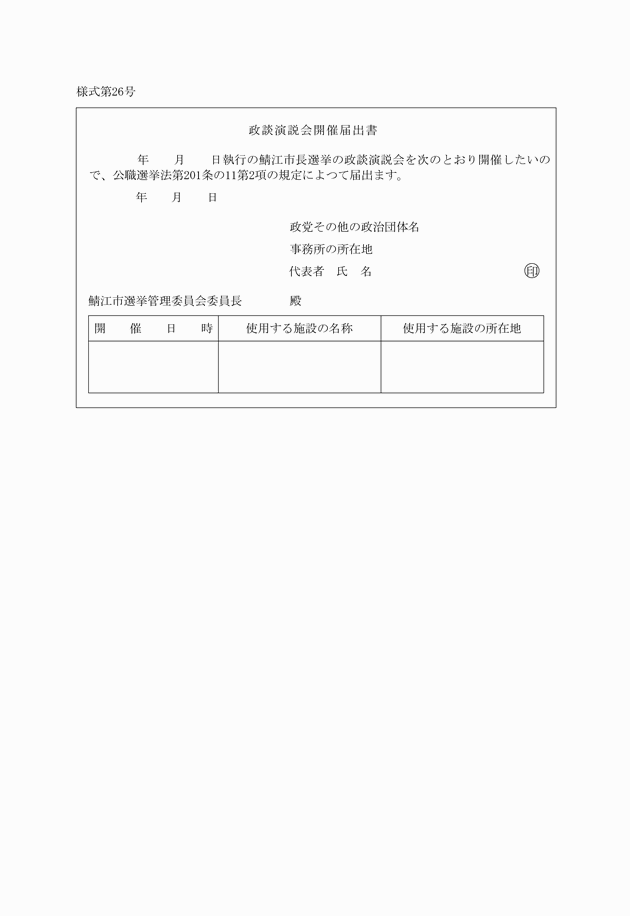 様式第26号
政談演説会開催届出書
年　　月　　日執行の鯖江市長選挙の政談演説会を次のとおり開催したいの
で、公職選挙法第201条の11第2項の規定によつて届出ます。
年　　月　　日
政党その他の政治団体名
事務所の所在地
代表者　氏　名　　㊞
鯖江市選挙管理委員会委員長　　殿
開　催　日　時　使用する施設の名称　使用する施設の所在地